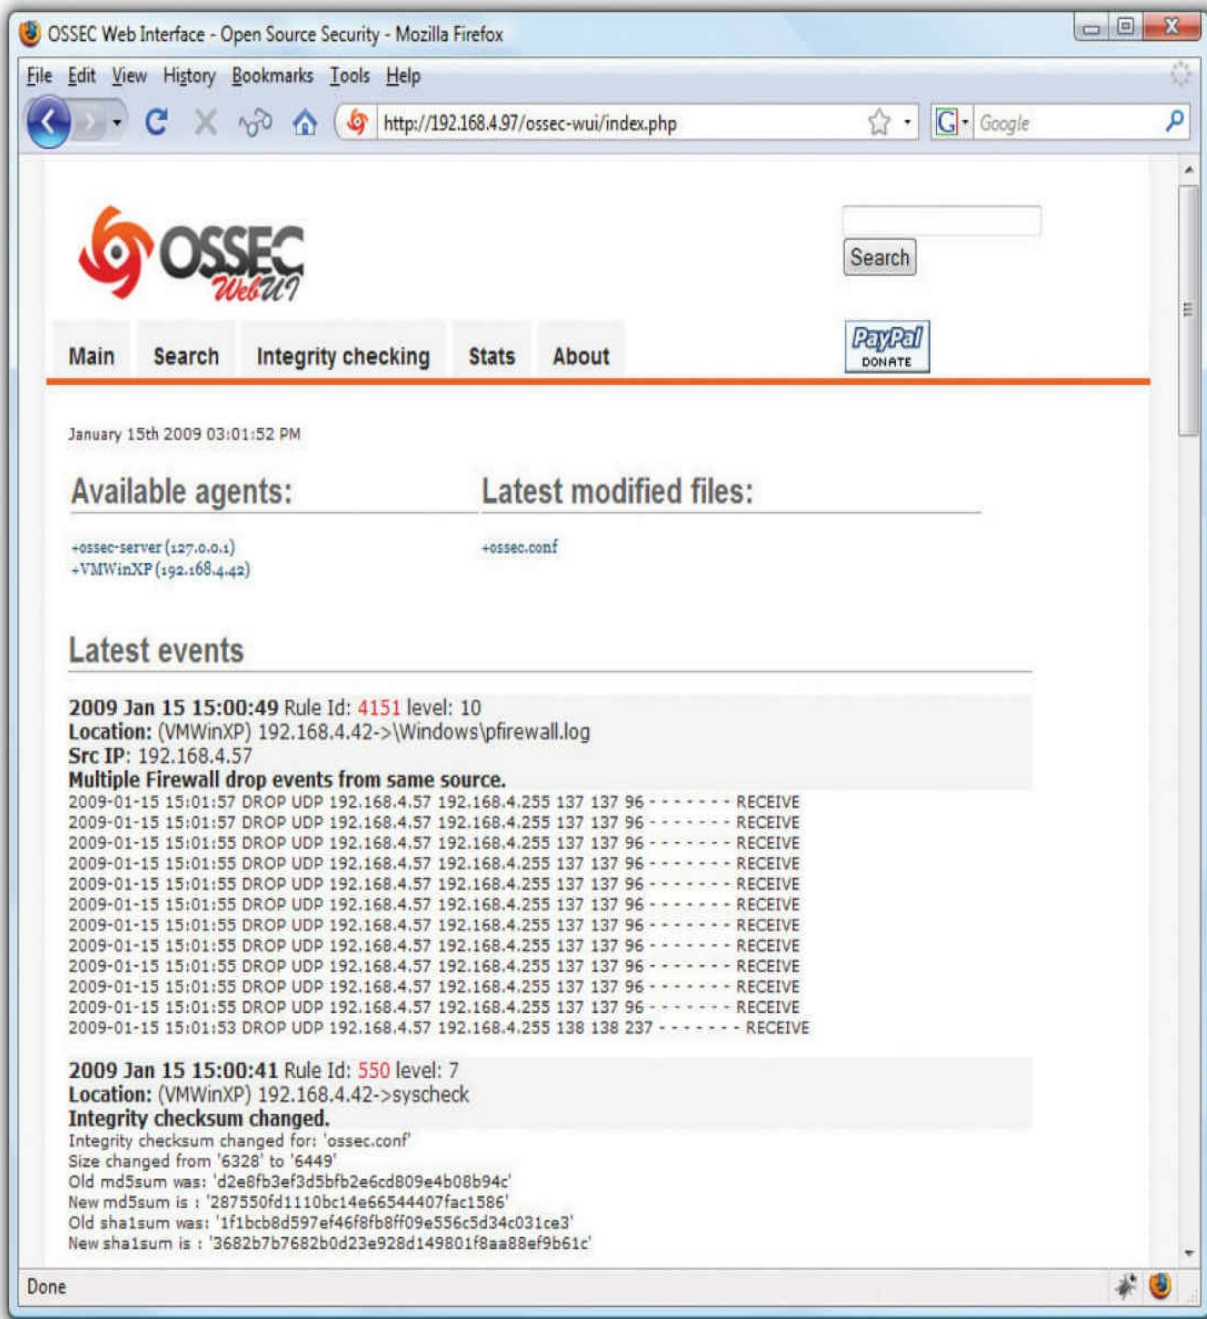 OSSEC Web Interface - Open Source Security - Mozilla Firefox
File Edit View History Bookmarks Tools Help
http://192.168.4.97/ossec-wui/index.php
G Google
OSSEC
WebUI
Search
Main Search Integrity checking Stats About
PayPal
DONATE
January 15th 2009 03:01:52 PM
Available agents:
Latest modified files:
+ossec-server (127.0.0.1)
+VMWinXP (192.168.4.42)
+ossec.conf
Latest events
2009 Jan 15 15:00:49 Rule Id: 4151 level: 10
Location: (VMWinXP) 192.168.4.42->\Windows\pfirewall.log
Src IP: 192.168.4.57
Multiple Firewall drop events from same source.
2009-01-15 15:01:57 DROP UDP 192.168.4.57 192.168.4.255 137 137 96 - - - - - - - RECEIVE
2009-01-15 15:01:57 DROP UDP 192.168.4.57 192.168.4.255 137 137 96 - - - - - - - RECEIVE
2009-01-15 15:01:55 DROP UDP 192.168.4.57 192.168.4.255 137 137 96 - - - - - - - RECEIVE
2009-01-15 15:01:55 DROP UDP 192.168.4.57 192.168.4.255 137 137 96 - - - - - - - RECEIVE
2009-01-15 15:01:55 DROP UDP 192.168.4.57 192.168.4.255 137 137 96 - - - - - - - RECEIVE
2009-01-15 15:01:55 DROP UDP 192.168.4.57 192.168.4.255 137 137 96 - - - - - - - RECEIVE
2009-01-15 15:01:55 DROP UDP 192.168.4.57 192.168.4.255 137 137 96 - - - - - - - RECEIVE
2009-01-15 15:01:55 DROP UDP 192.168.4.57 192.168.4.255 137 137 96 - - - - - - - RECEIVE
2009-01-15 15:01:55 DROP UDP 192.168.4.57 192.168.4.255 137 137 96 - - - - - - - RECEIVE
2009-01-15 15:01:55 DROP UDP 192.168.4.57 192.168.4.255 137 137 96 - - - - - - - RECEIVE
2009-01-15 15:01:55 DROP UDP 192.168.4.57 192.168.4.255 137 137 96 - - - - - - - RECEIVE
2009-01-15 15:01:53 DROP UDP 192.168.4.57 192.168.4.255 138 138 237 - - - - - - - RECEIVE
2009 Jan 15 15:00:41 Rule Id: 550 level: 7
Location: (VMWinXP) 192.168.4.42->syscheck
Integrity checksum changed.
Integrity checksum changed for: 'ossec.conf'
Size changed from '6328' to '6449'
Old md5sum was: 'd2e8fb3ef3d5bfb2e6cd809e4b08b94c'
New md5sum is : '287550fd1110bc14e66544407fac1586'
Old sha1sum was: '1f1bcb8d597ef46f8fb8ff09e556c5d34c031ce3'
New sha1sum is : '3682b7b7682b0d23e928d149801f8aa88ef9b61c'
Done